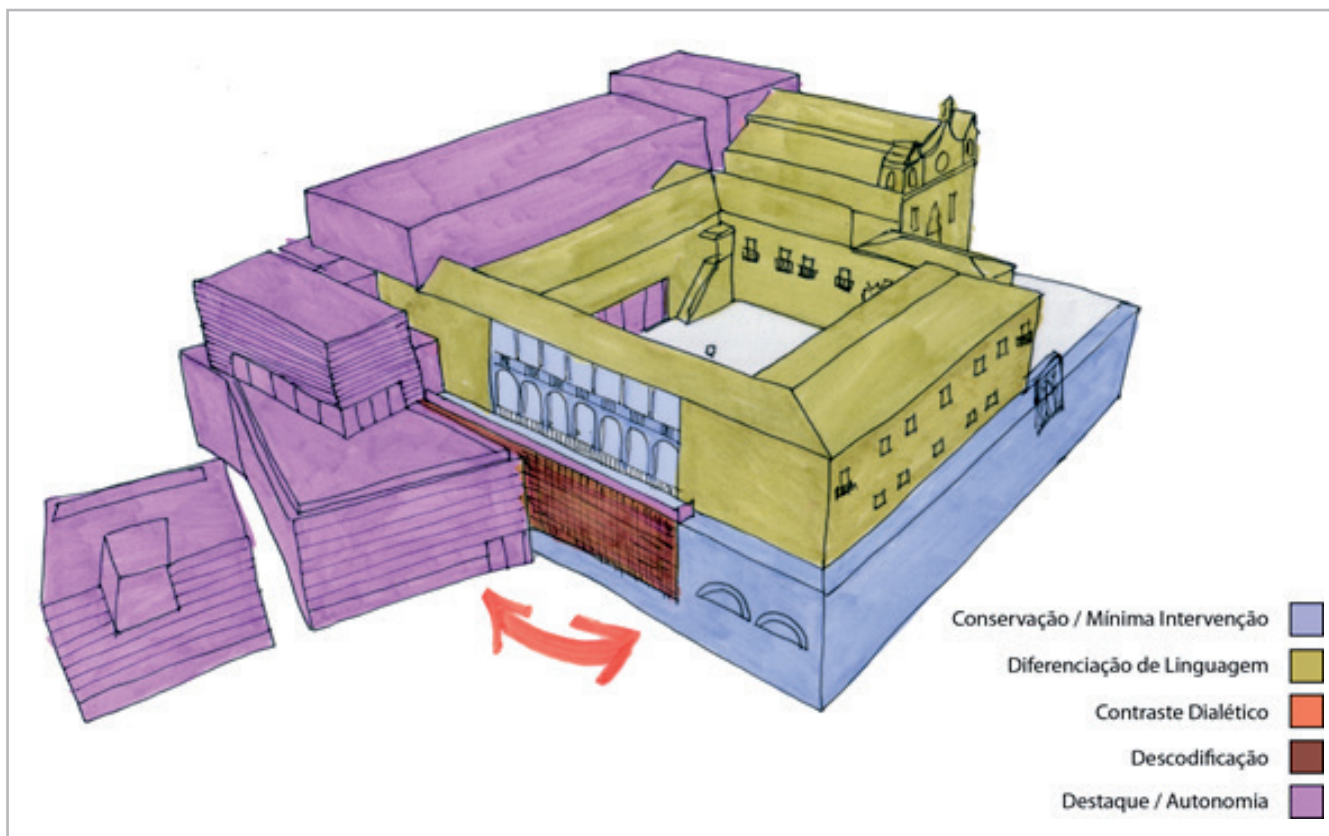 Conservação / Mínima Intervenção
Diferenciação de Linguagem
Contraste Dialético
Descodificação
Destaque / Autonomia